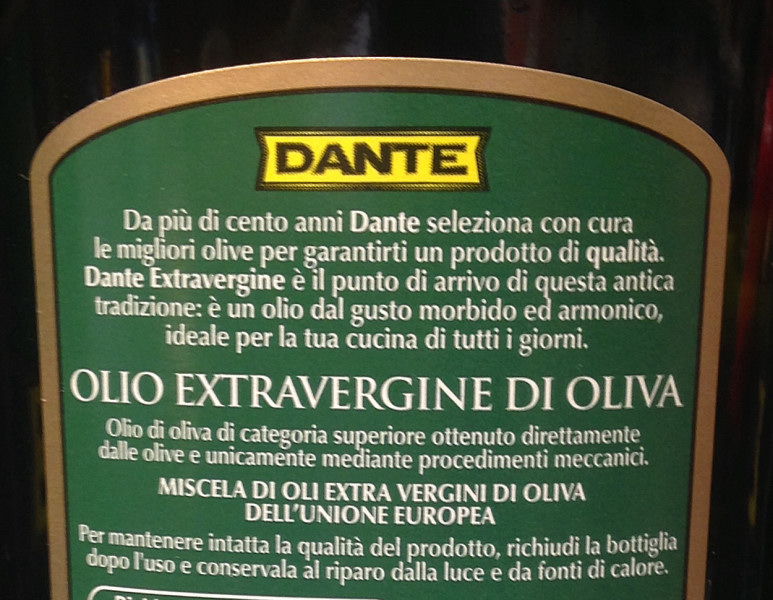 DANTE
Da più di cento anni Dante seleziona con cura
le migliori olive per garantirti un prodotto di qualità.
Dante Extravergine è il punto di arrivo di questa antica
tradizione: è un olio dal gusto morbido ed armonico,
ideale per la tua cucina di tutti i giorni.
OLIO EXTRAVERGINE DI OLIVA
Olio di oliva di categoria superiore ottenuto direttamente
dalle olive e unicamente mediante procedimenti meccanici.
MISCELA DI OLI EXTRA VERGINI DI OLIVA
DELL'UNIONE EUROPEA
Per mantenere intatta la qualità del prodotto, richiudi la bottiglia
dopo l'uso e conservala al riparo dalla luce e da fonti di calore.